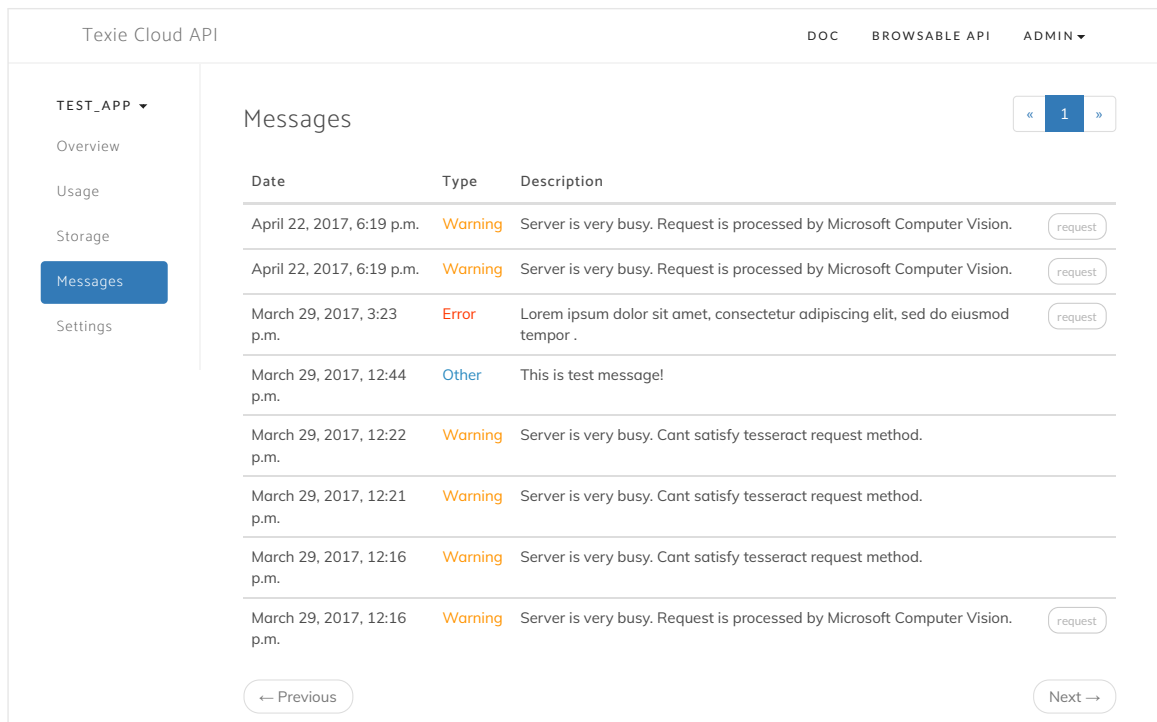 Texie Cloud API
DOC BROWSABLE API ADMIN
TEST_APP
Overview
Usage
Storage
Messages
Settings
Messages
« 1 »
Date Type Description
April 22, 2017, 6:19 p.m. Warning Server is very busy. Request is processed by Microsoft Computer Vision. request
April 22, 2017, 6:19 p.m. Warning Server is very busy. Request is processed by Microsoft Computer Vision. request
March 29, 2017, 3:23 Error Lorem ipsum dolor sit amet, consectetur adipiscing elit, sed do eiusmod request
p.m. tempor .
March 29, 2017, 12:44 Other This is test message!
p.m.
March 29, 2017, 12:22 Warning Server is very busy. Cant satisfy tesseract request method.
p.m.
March 29, 2017, 12:21 Warning Server is very busy. Cant satisfy tesseract request method.
p.m.
March 29, 2017, 12:16 Warning Server is very busy. Cant satisfy tesseract request method.
p.m.
March 29, 2017, 12:16 Warning Server is very busy. Request is processed by Microsoft Computer Vision. request
p.m.
← Previous Next →